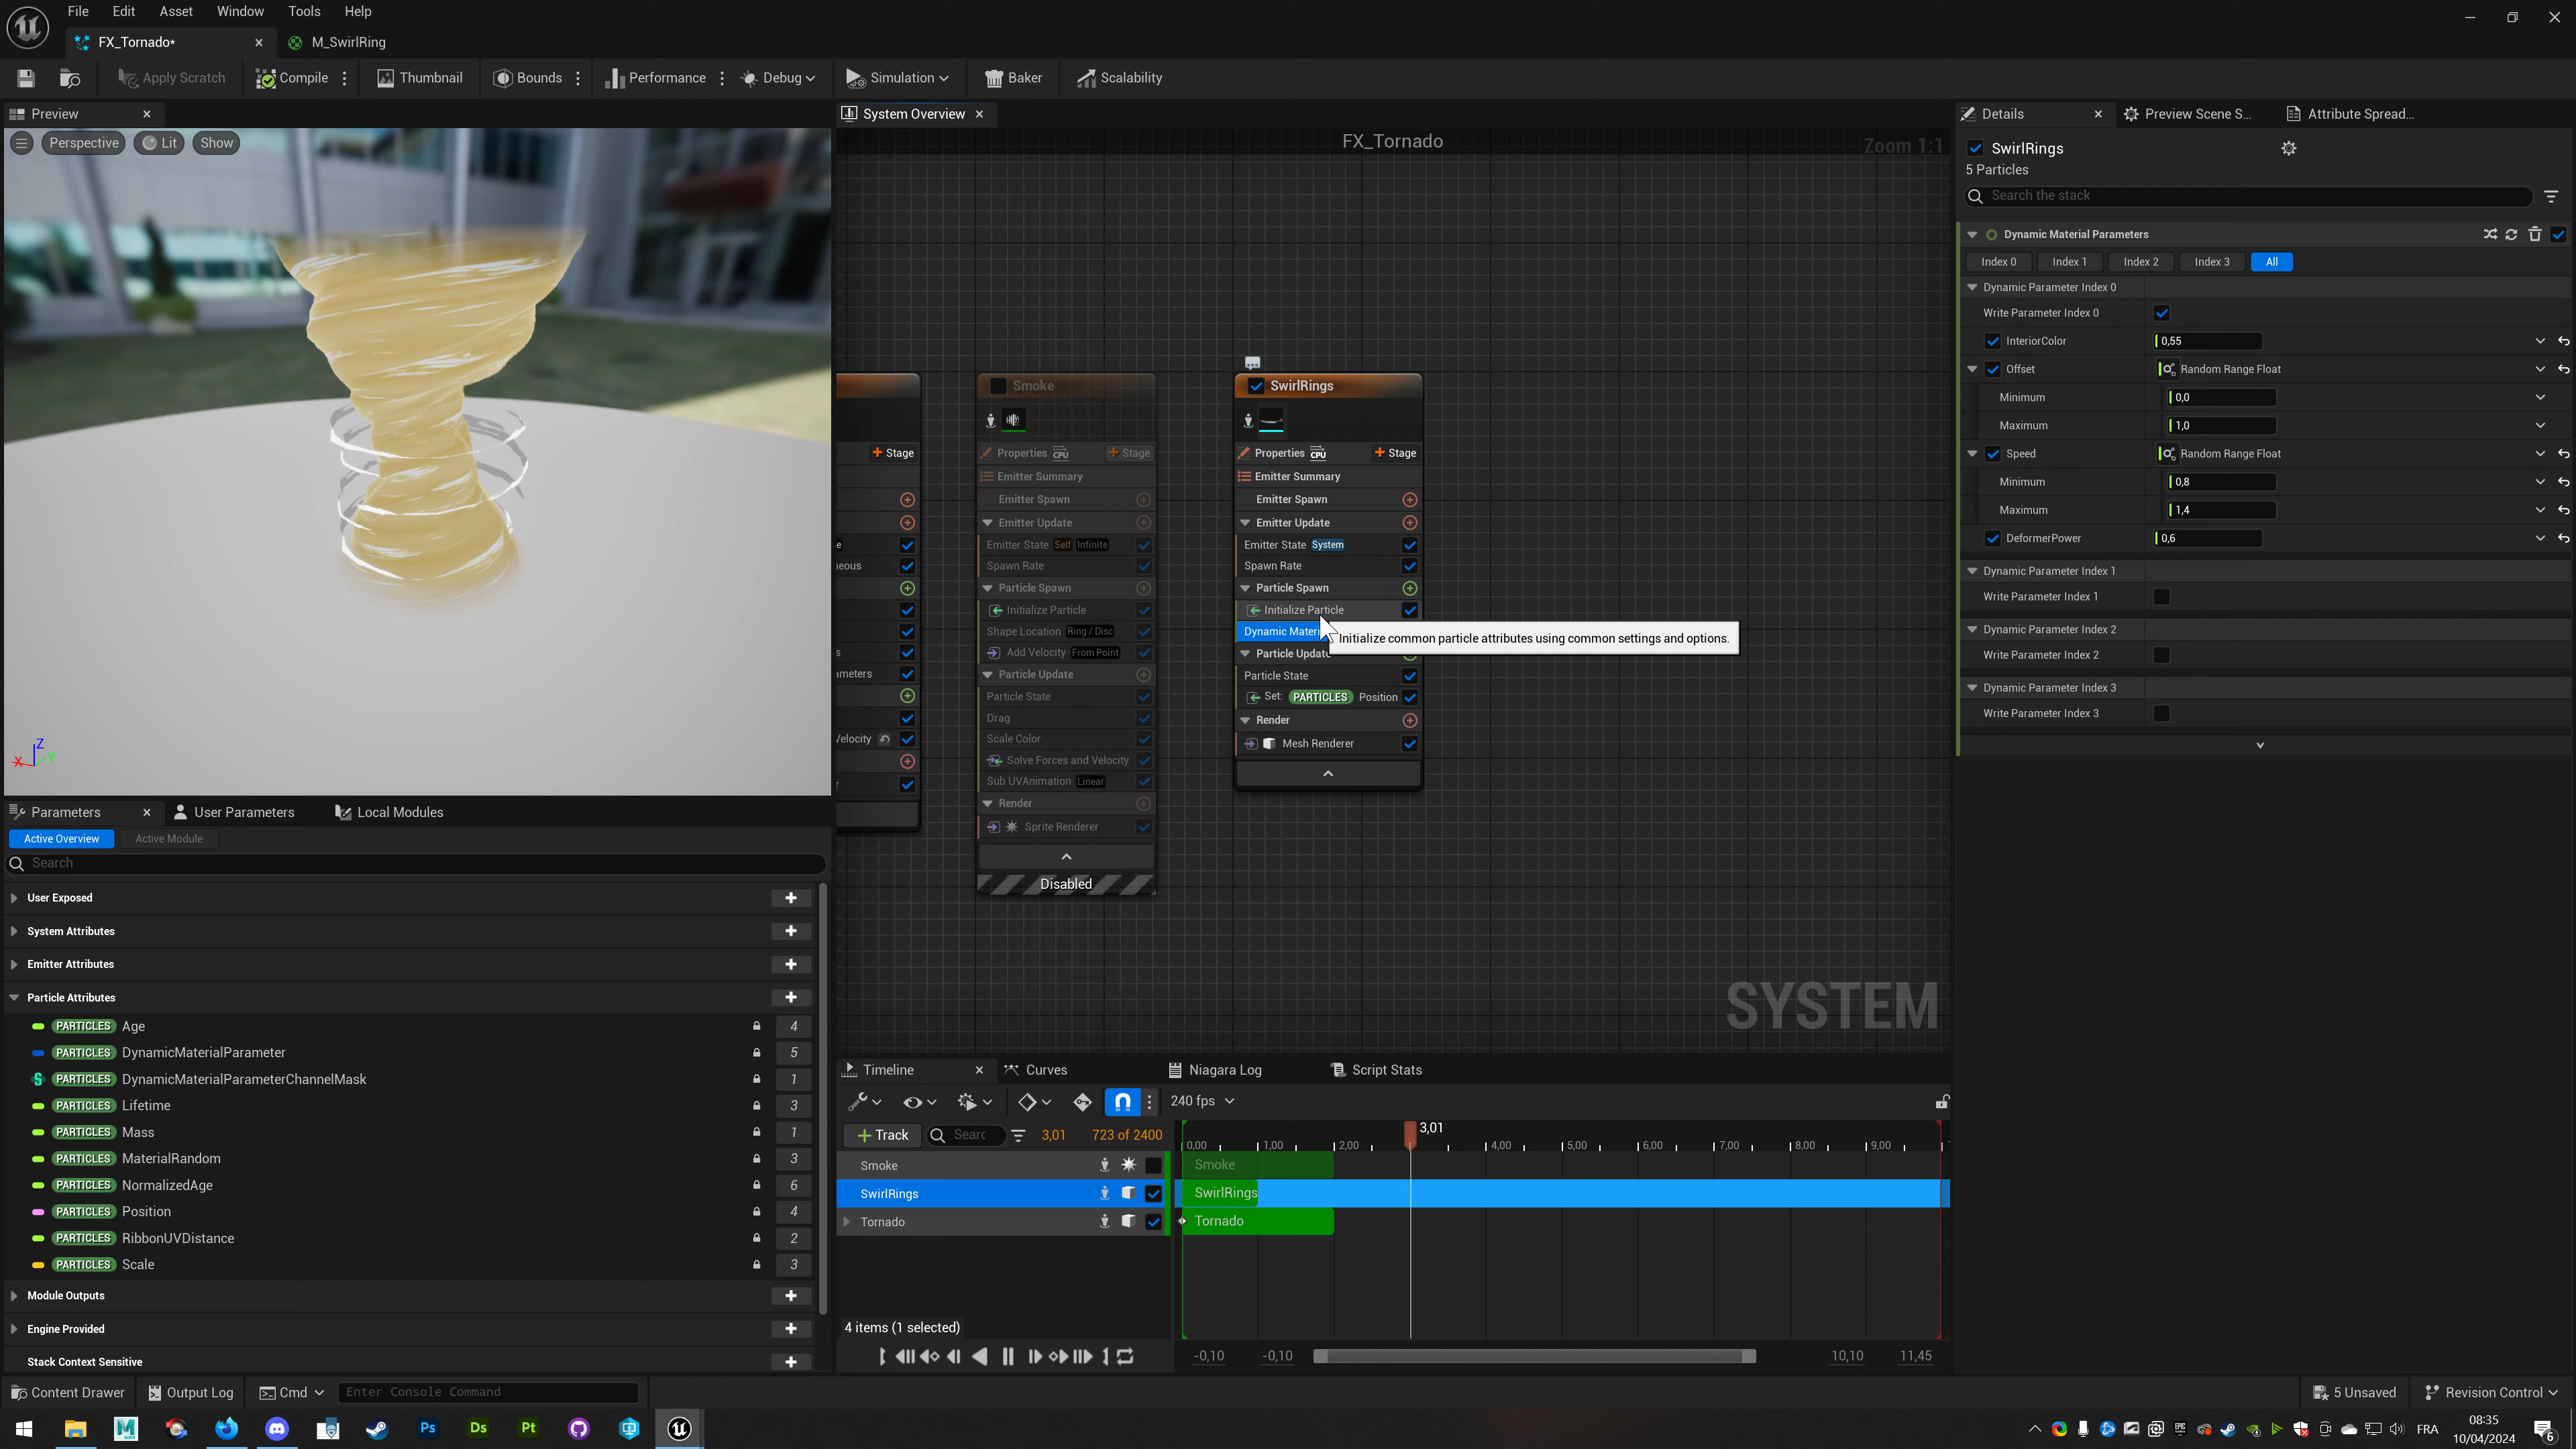 File Edit Asset Window Tools Help
FX_Tornado* M_SwirlRing
Apply Scratch Compile Thumbnail Bounds Performance Debug Simulation Baker Scalability
Preview
Perspective Lit Show
Z
X Y
System Overview
FX_Tornado
Zoom 1:1
Stage
e
eous
s
meters
Velocity
r
Smoke
Properties CPU Stage
Emitter Summary
Emitter Spawn
Emitter Update
Emitter State Self Infinite
Spawn Rate
Particle Spawn
Initialize Particle
Shape Location Ring / Disc
Add Velocity From Point
Particle Update
Particle State
Drag
Scale Color
Solve Forces and Velocity
Sub UVAnimation Linear
Render
Sprite Renderer
Disabled
SwirlRings
Properties CPU Stage
Emitter Summary
Emitter Spawn
Emitter Update
Emitter State System
Spawn Rate
Particle Spawn
Initialize Particle
Dynamic Materi
Initialize common particle attributes using common settings and options.
Particle Update
Particle State
Set: PARTICLES Position
Render
Mesh Renderer
SYSTEM
Details Preview Scene S... Attribute Spread...
SwirlRings
5 Particles
Search the stack
Dynamic Material Parameters
Index 0 Index 1 Index 2 Index 3 All
Dynamic Parameter Index 0
Write Parameter Index 0
InteriorColor 0,55
Offset Random Range Float
Minimum 0,0
Maximum 1,0
Speed Random Range Float
Minimum 0,8
Maximum 1,4
DeformerPower 0,6
Dynamic Parameter Index 1
Write Parameter Index 1
Dynamic Parameter Index 2
Write Parameter Index 2
Dynamic Parameter Index 3
Write Parameter Index 3
Parameters User Parameters Local Modules
Active Overview Active Module
Search
User Exposed
System Attributes
Emitter Attributes
Particle Attributes
PARTICLES Age 4
PARTICLES DynamicMaterialParameter 5
S PARTICLES DynamicMaterialParameterChannelMask 1
PARTICLES Lifetime 3
PARTICLES Mass 1
PARTICLES MaterialRandom 3
PARTICLES NormalizedAge 6
PARTICLES Position 4
PARTICLES RibbonUVDistance 2
PARTICLES Scale 3
Module Outputs
Engine Provided
Stack Context Sensitive
Timeline Curves Niagara Log Script Stats
240 fps
Track Searc 3,01 723 of 2400
3,01
0,00 1,00 2,00 4,00 5,00 6,00 7,00 8,00 9,00 1
Smoke Smoke
SwirlRings SwirlRings
Tornado Tornado
4 items (1 selected)
-0,10 -0,10 10,10 11,45
Content Drawer Output Log Cmd Enter Console Command 5 Unsaved Revision Control
M Ps Ds Pt FRA 08:35
10/04/2024 6